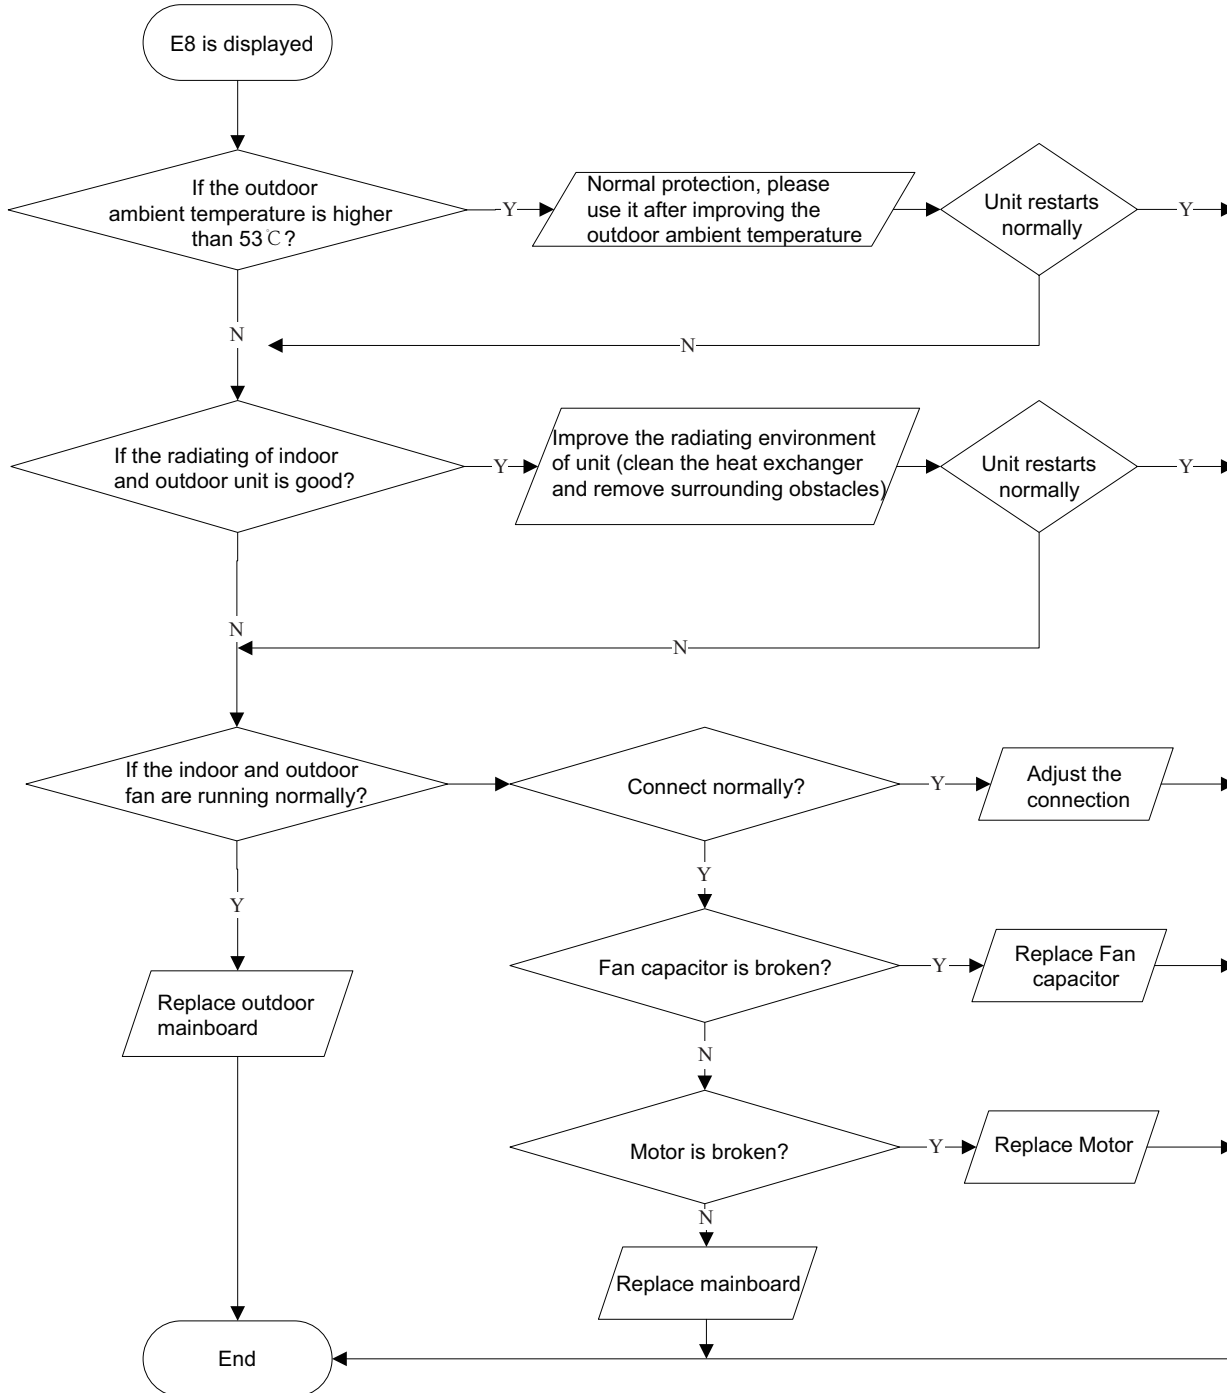 E8 is displayed
If the outdoor
ambient temperature is higher
than 53℃?
Y
Normal protection, please
use it after improving the
outdoor ambient temperature
Unit restarts
normally
Y
N
N
If the radiating of indoor
and outdoor unit is good?
Y
Improve the radiating environment
of unit (clean the heat exchanger
and remove surrounding obstacles)
Unit restarts
normally
Y
N
N
If the indoor and outdoor
fan are running normally?
Connect normally?
Y
Adjust the
connection
Y
Y
Fan capacitor is broken?
Y
Replace Fan
capacitor
Replace outdoor
mainboard
N
Motor is broken?
Y
Replace Motor
N
Replace mainboard
End